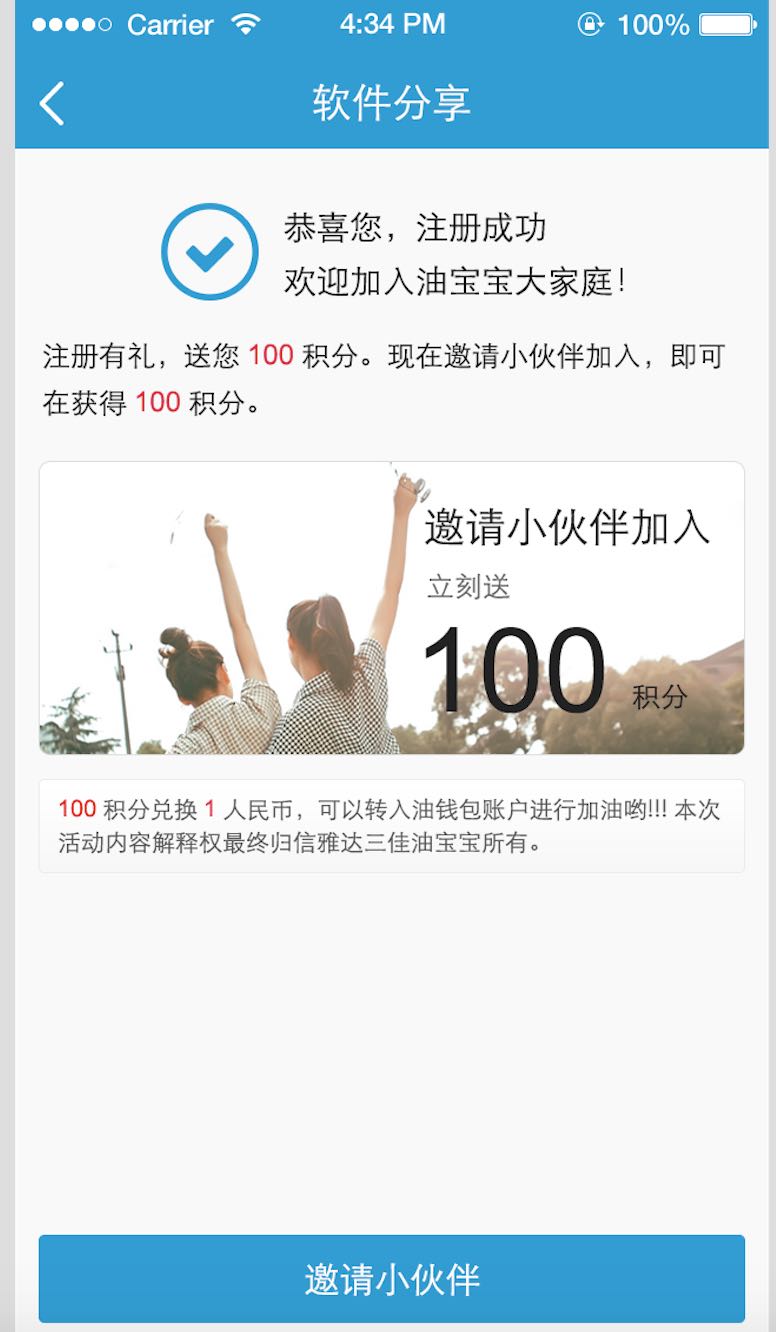 Carrier 4:34 PM 100%
软件分享
恭喜您，注册成功
欢迎加入油宝宝大家庭！
注册有礼，送您 100 积分。现在邀请小伙伴加入，即可
在获得 100 积分。
邀请小伙伴加入
立刻送
100 积分
100 积分兑换 1 人民币，可以转入油钱包账户进行加油哟!!! 本次
活动内容解释权最终归信雅达三佳油宝宝所有。
邀请小伙伴